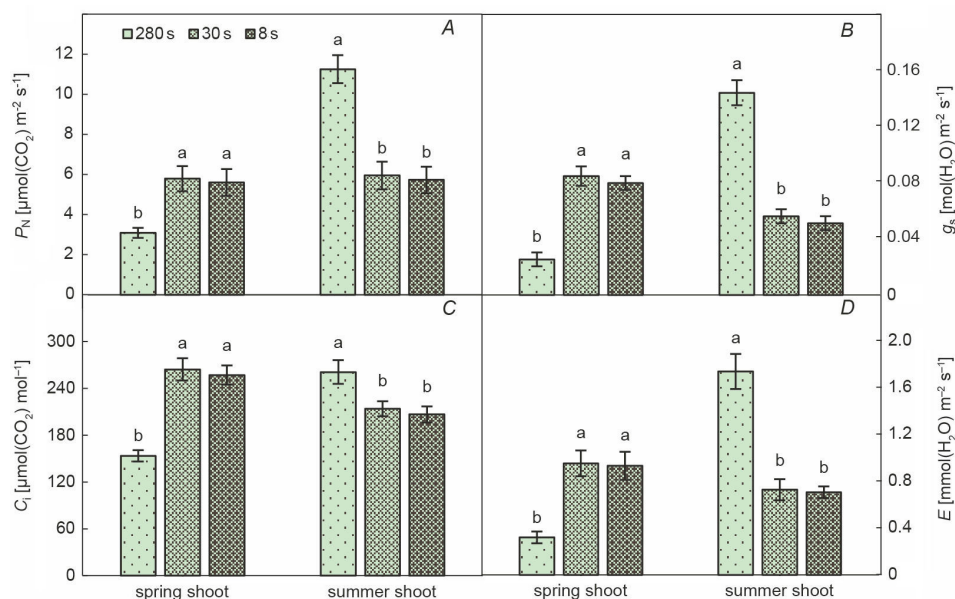 280 s 30 s 8 s
A
B
12
10
8
6
4
2
0
P_N [µmol(CO₂) m⁻² s⁻¹]
b
a
a
a
b
b
b
a
a
a
b
b
0.16
0.12
0.08
0.04
0
g_s [mol(H₂O) m⁻² s⁻¹]
C
D
300
240
180
120
60
0
C_i [µmol(CO₂) mol⁻¹]
b
a
a
a
b
b
b
a
a
a
b
b
2.0
1.6
1.2
0.8
0.4
0
E [mmol(H₂O) m⁻² s⁻¹]
spring shoot summer shoot spring shoot summer shoot